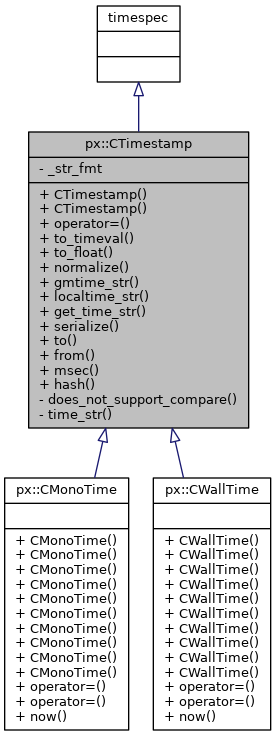 timespec
px::CTimestamp
- _str_fmt
+ CTimestamp()
+ CTimestamp()
+ operator=()
+ to_timeval()
+ to_float()
+ normalize()
+ gmtime_str()
+ localtime_str()
+ get_time_str()
+ serialize()
+ to()
+ from()
+ msec()
+ hash()
- does_not_support_compare()
- time_str()
px::CMonoTime
+ CMonoTime()
+ CMonoTime()
+ CMonoTime()
+ CMonoTime()
+ CMonoTime()
+ CMonoTime()
+ CMonoTime()
+ CMonoTime()
+ CMonoTime()
+ CMonoTime()
+ operator=()
+ operator=()
+ now()
px::CWallTime
+ CWallTime()
+ CWallTime()
+ CWallTime()
+ CWallTime()
+ CWallTime()
+ CWallTime()
+ CWallTime()
+ CWallTime()
+ CWallTime()
+ CWallTime()
+ operator=()
+ operator=()
+ now()